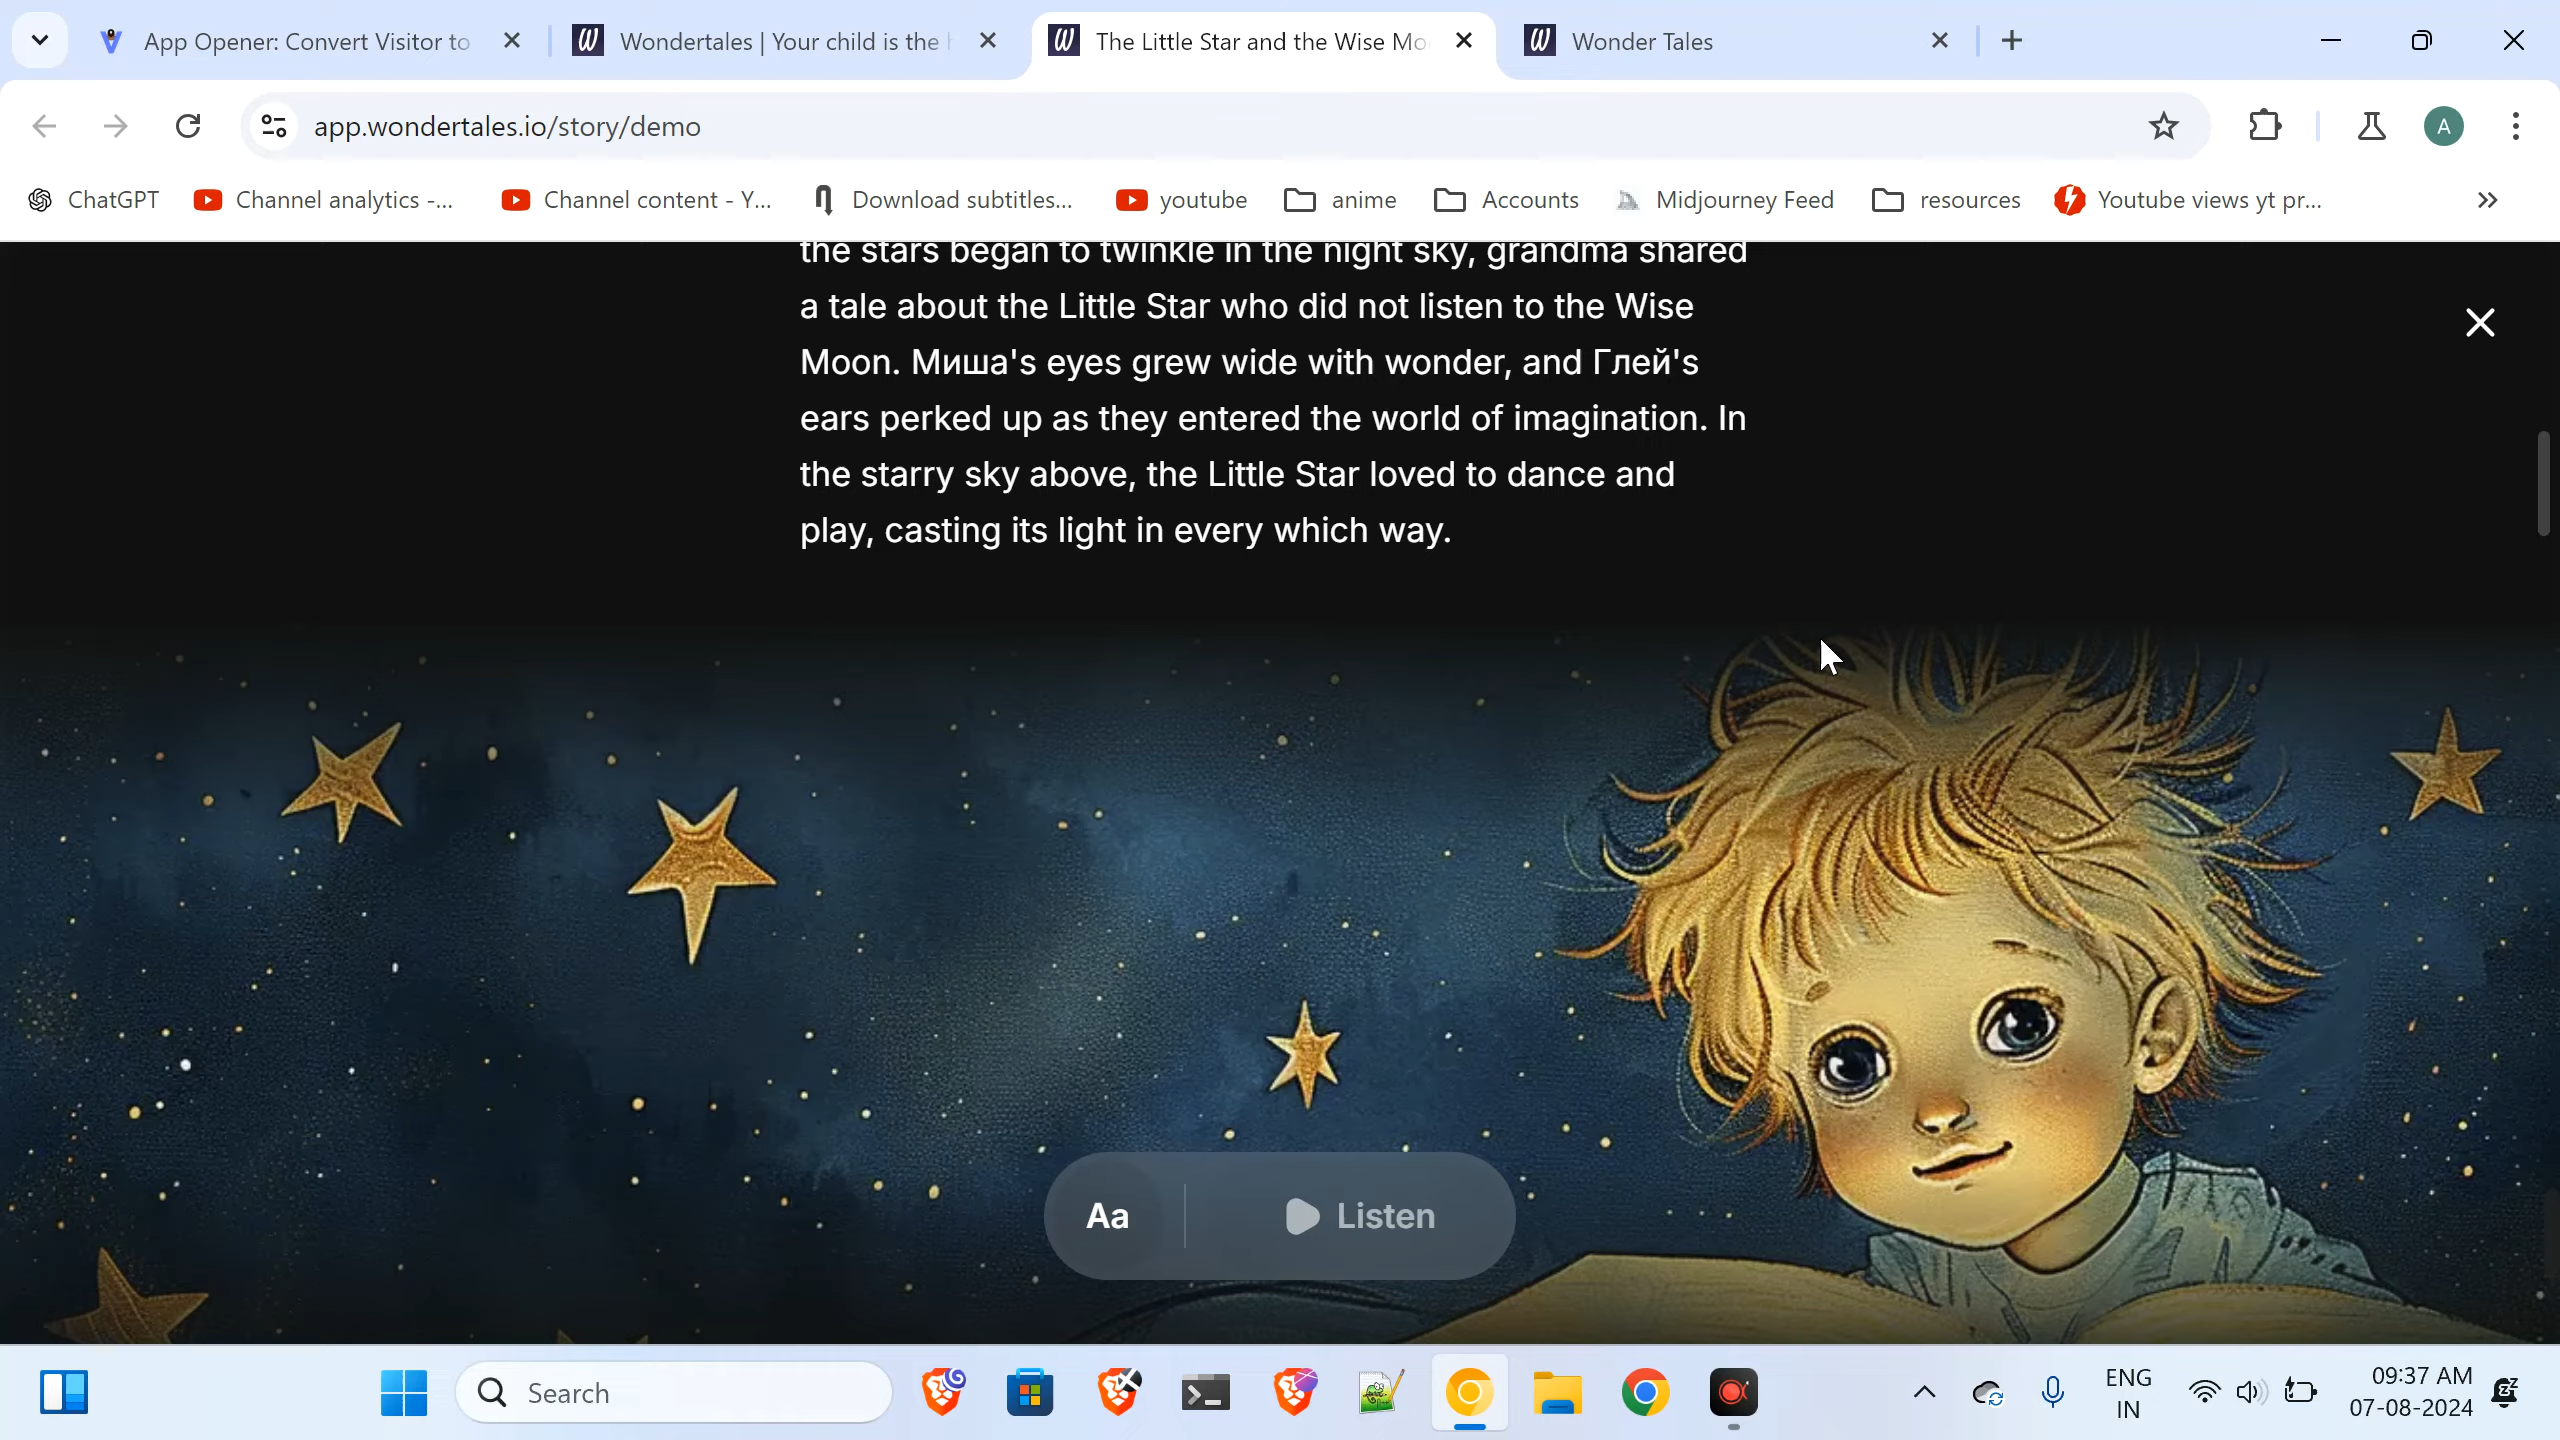 App Opener: Convert Visitor to
Wondertales | Your child is the
The Little Star and the Wise Mo
Wonder Tales
app.wondertales.io/story/demo
A
ChatGPT
Channel analytics -...
Channel content - Y...
Download subtitles...
youtube
anime
Accounts
Midjourney Feed
resources
Youtube views yt pr...
the stars began to twinkle in the night sky, grandma shared
a tale about the Little Star who did not listen to the Wise
Moon. Миша's eyes grew wide with wonder, and Глей's
ears perked up as they entered the world of imagination. In
the starry sky above, the Little Star loved to dance and
play, casting its light in every which way.
Aa
Listen
Search
ENG
IN
09:37 AM
07-08-2024